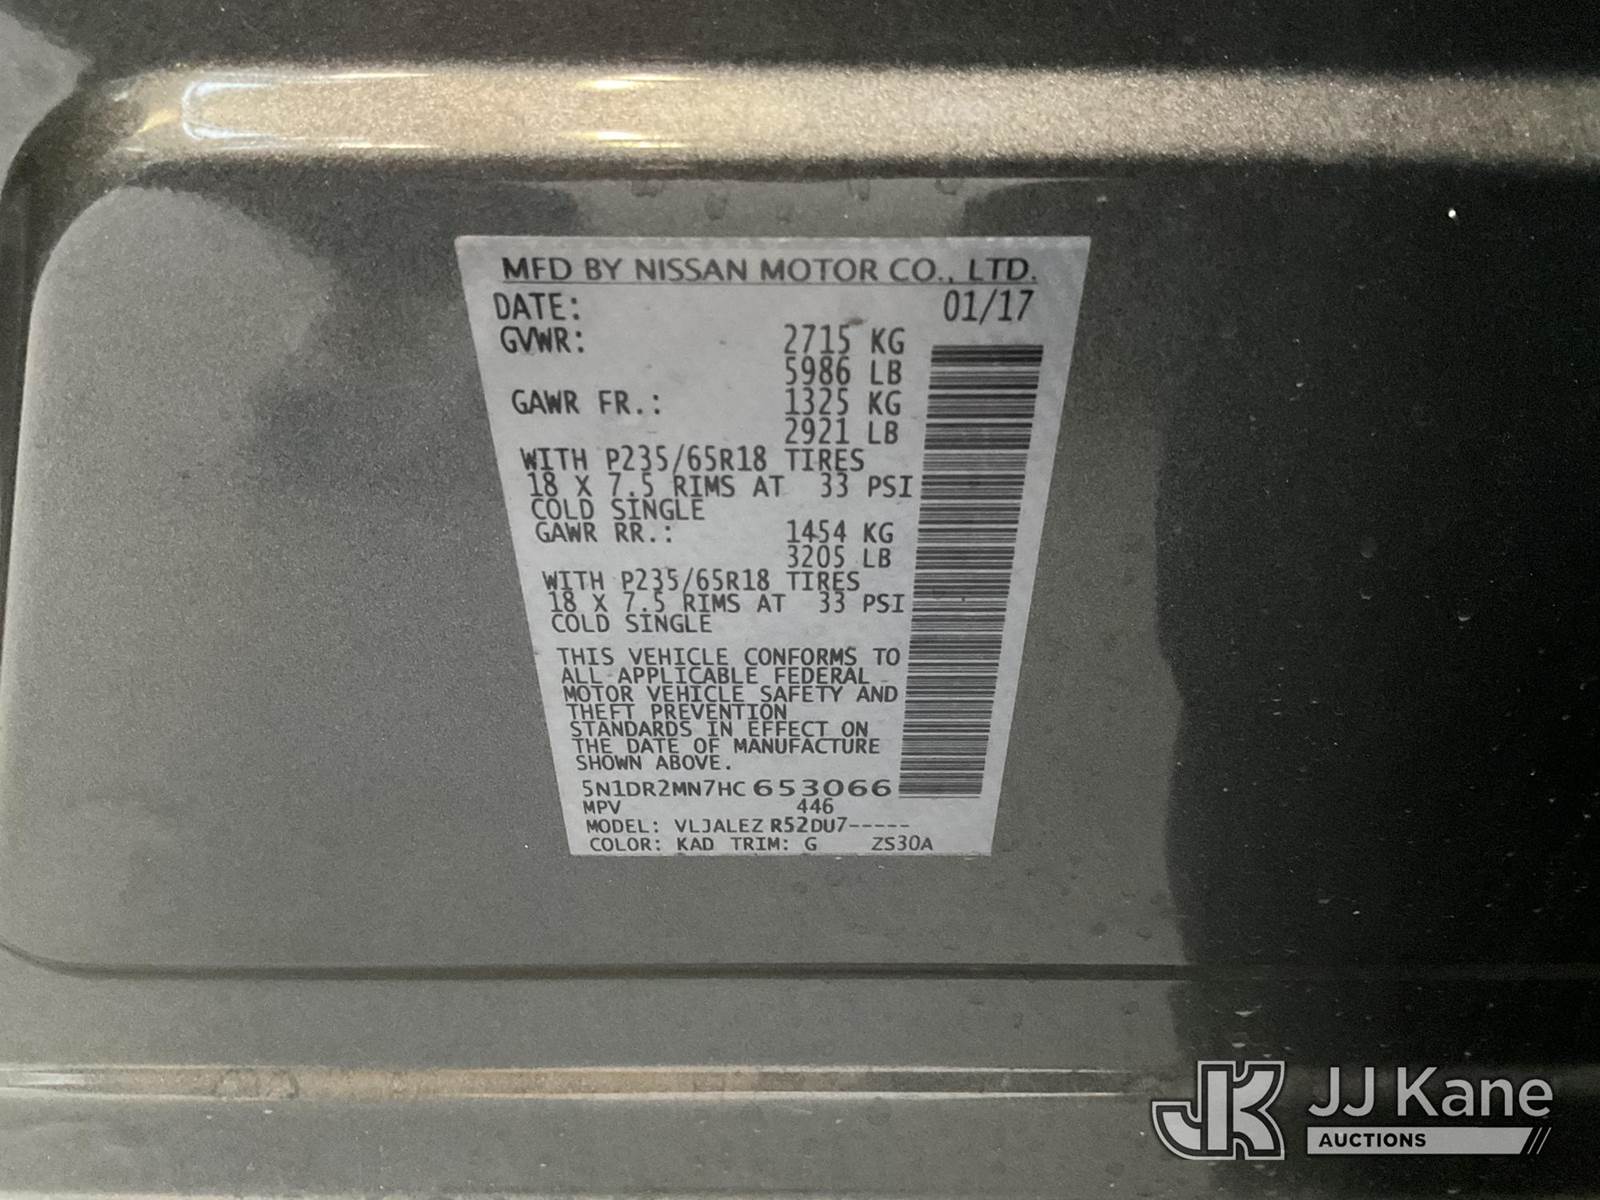 MFD BY NISSAN MOTOR CO., LTD.
DATE: 01/17
GVWR: 2715 KG
5986 LB
GAWR FR.: 1325 KG
2921 LB
WITH P235/65R18 TIRES
18 X 7.5 RIMS AT 33 PSI
COLD SINGLE
GAWR RR.: 1454 KG
3205 LB
WITH P235/65R18 TIRES
18 X 7.5 RIMS AT 33 PSI
COLD SINGLE
THIS VEHICLE CONFORMS TO
ALL APPLICABLE FEDERAL
MOTOR VEHICLE SAFETY AND
THEFT PREVENTION
STANDARDS IN EFFECT ON
THE DATE OF MANUFACTURE
SHOWN ABOVE.
5N1DR2MN7HC653066
MPV 446
MODEL: VLJALEZ R52DU7-----
COLOR: KAD TRIM: G ZS30A
JK JJ Kane
AUCTIONS